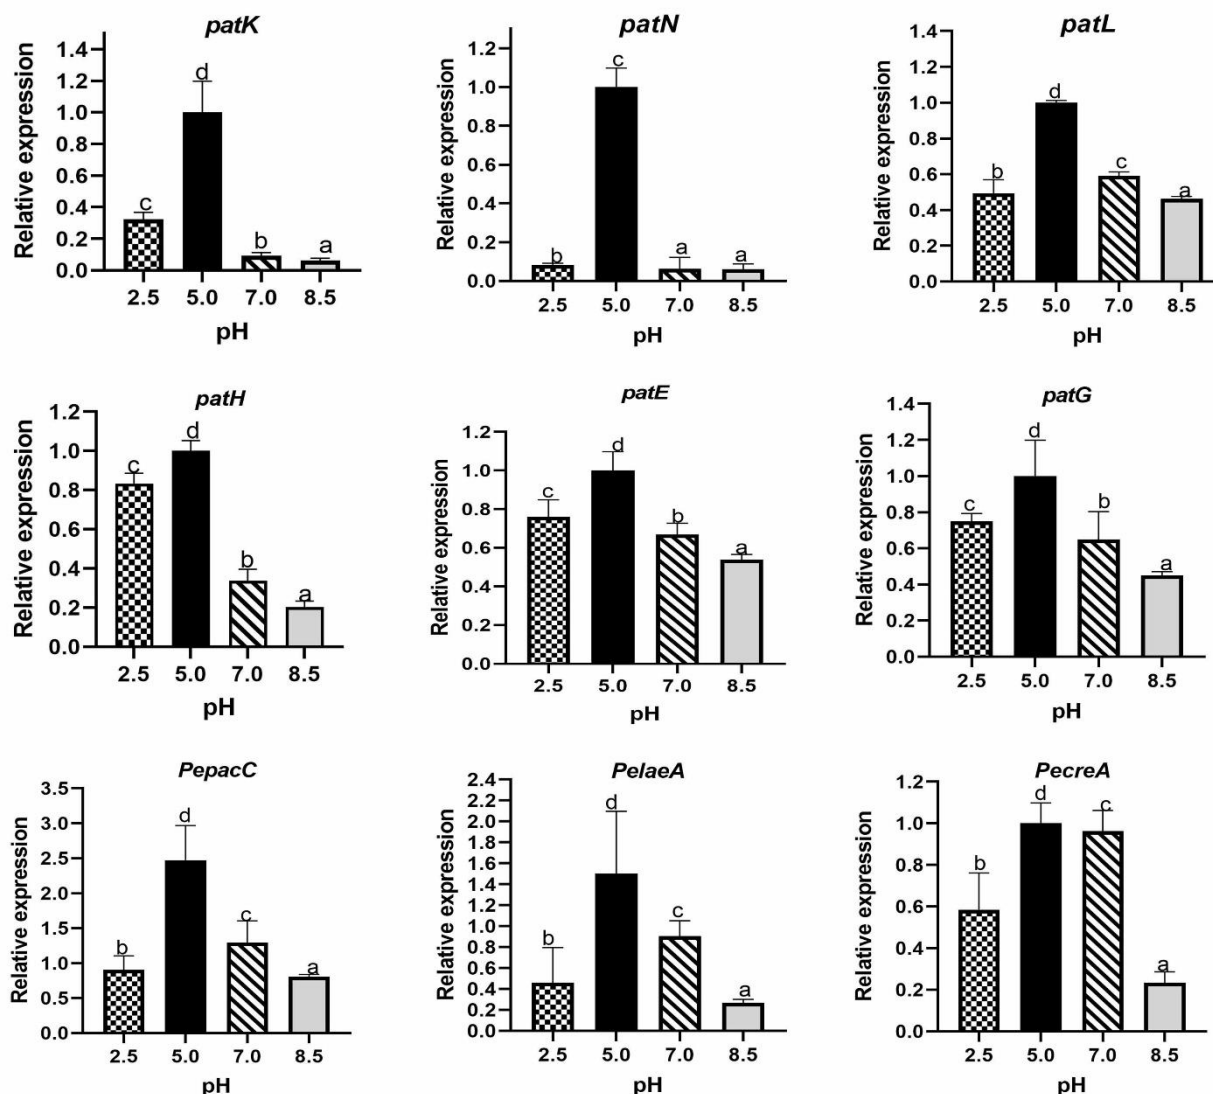 patK
Relative expression
1.4
1.2
1.0
0.8
0.6
0.4
0.2
0.0
c
d
b
a
2.5 5.0 7.0 8.5
pH
patN
Relative expression
1.2
1.0
0.8
0.6
0.4
0.2
0.0
b
c
a
a
2.5 5.0 7.0 8.5
pH
patL
Relative expression
1.4
1.2
1.0
0.8
0.6
0.4
0.2
0.0
b
d
c
a
2.5 5.0 7.0 8.5
pH
patH
Relative expression
1.2
1.0
0.8
0.6
0.4
0.2
0.0
c
d
b
a
2.5 5.0 7.0 8.5
pH
patE
Relative expression
1.2
1.0
0.8
0.6
0.4
0.2
0.0
c
d
b
a
2.5 5.0 7.0 8.5
pH
patG
Relative expression
1.4
1.2
1.0
0.8
0.6
0.4
0.2
0.0
c
d
b
a
2.5 5.0 7.0 8.5
pH
PepacC
Relative expression
3.5
3.0
2.5
2.0
1.5
1.0
0.5
0.0
b
d
c
a
2.5 5.0 7.0 8.5
pH
PelaeA
Relative expression
2.4
2.2
2.0
1.8
1.6
1.4
1.2
1.0
0.8
0.6
0.4
0.2
0.0
b
d
c
a
2.5 5.0 7.0 8.5
pH
PecreA
Relative expression
1.2
1.0
0.8
0.6
0.4
0.2
0.0
b
d
c
a
2.5 5.0 7.0 8.5
pH